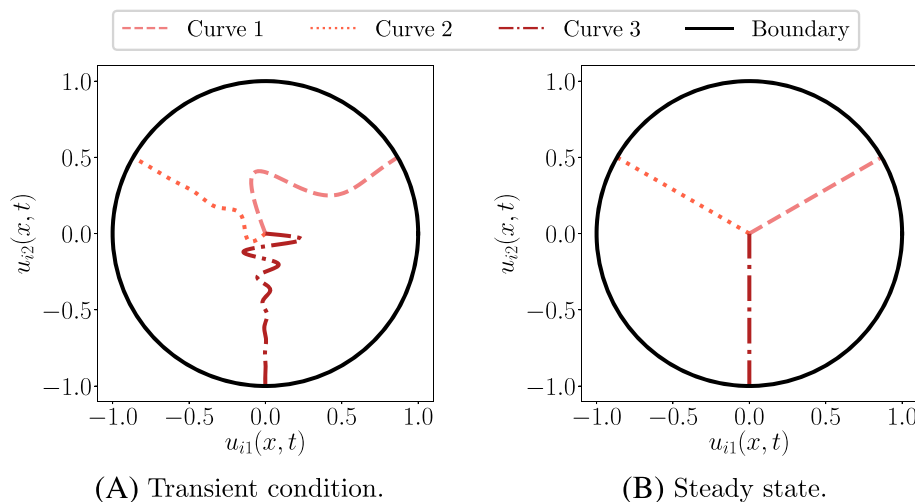 Curve 1 Curve 2 Curve 3 Boundary
1.0
0.5
0.0
−0.5
−1.0
u_{i2}(x, t)
−1.0 −0.5 0.0 0.5 1.0
u_{i1}(x, t)
(A) Transient condition.
1.0
0.5
0.0
−0.5
−1.0
u_{i2}(x, t)
−1.0 −0.5 0.0 0.5 1.0
u_{i1}(x, t)
(B) Steady state.